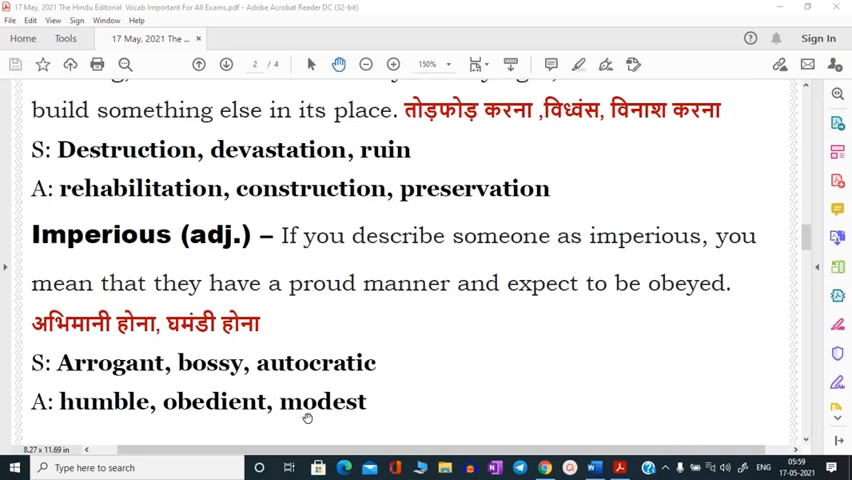 17 May, 2021 The Hindu Editorial Vocab Important For All Exams.pdf - Adobe Acrobat Reader DC (32-bit)
File Edit View Sign Window Help
Home Tools 17 May, 2021 The ... × Sign In
2 / 4 150%
build something else in its place. तोड़फोड़ करना ,विध्वंस, विनाश करना
S: Destruction, devastation, ruin
A: rehabilitation, construction, preservation
Imperious (adj.) – If you describe someone as imperious, you
mean that they have a proud manner and expect to be obeyed.
अभिमानी होना, घमंडी होना
S: Arrogant, bossy, autocratic
A: humble, obedient, modest
8.27 x 11.69 in
Type here to search ENG 05:59
17-05-2021